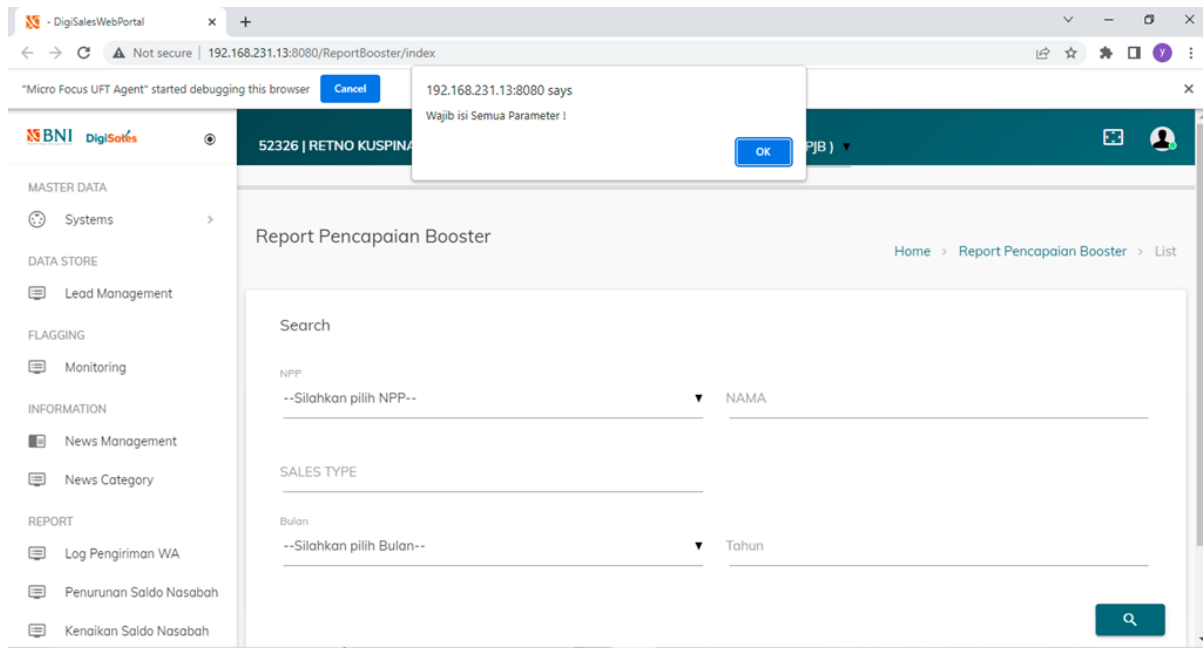 - DigiSalesWebPortal
Not secure | 192.168.231.13:8080/ReportBooster/index
"Micro Focus UFT Agent" started debugging this browser Cancel
192.168.231.13:8080 says
Wajib isi Semua Parameter !
OK
BNI DigiSales
52326 | RETNO KUSPINA
PJB )
MASTER DATA
Systems
DATA STORE
Lead Management
FLAGGING
Monitoring
INFORMATION
News Management
News Category
REPORT
Log Pengiriman WA
Penurunan Saldo Nasabah
Kenaikan Saldo Nasabah
Report Pencapaian Booster
Home > Report Pencapaian Booster > List
Search
NPP
--Silahkan pilih NPP--
NAMA
SALES TYPE
Bulan
--Silahkan pilih Bulan--
Tahun
y